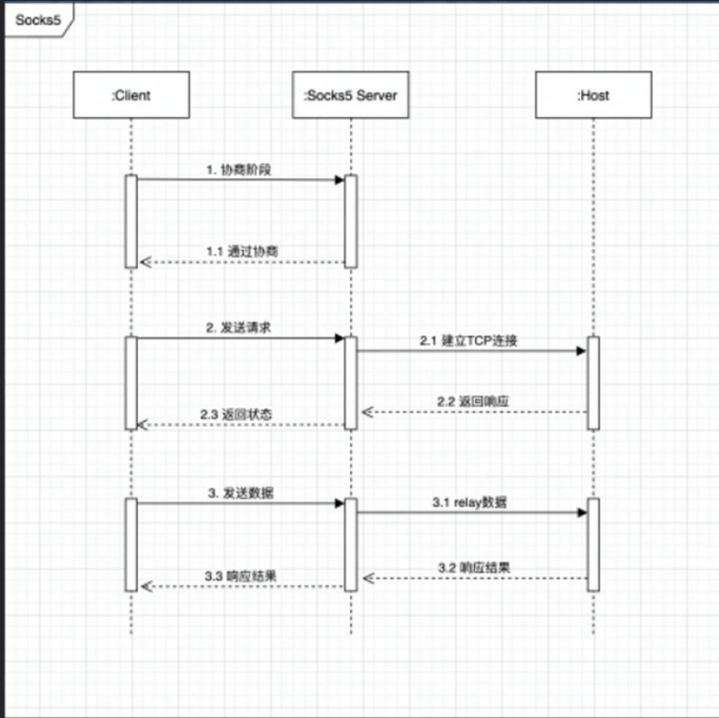 Socks5
:Client
:Socks5 Server
:Host
1. 协商阶段
1.1 通过协商
2. 发送请求
2.1 建立TCP连接
2.2 返回响应
2.3 返回状态
3. 发送数据
3.1 relay数据
3.2 响应结果
3.3 响应结果